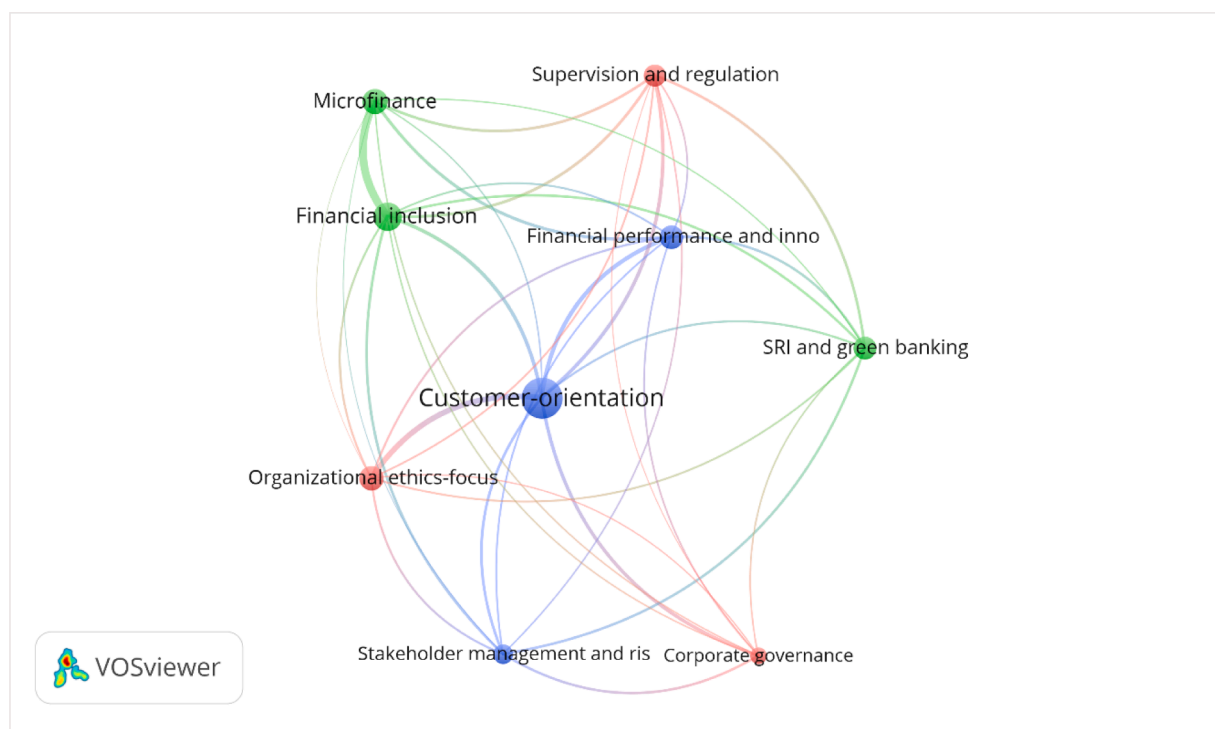 Supervision and regulation
Microfinance
Financial inclusion
Financial performance and inno
SRI and green banking
Customer-orientation
Organizational ethics-focus
Stakeholder management and ris
Corporate governance
VOSviewer